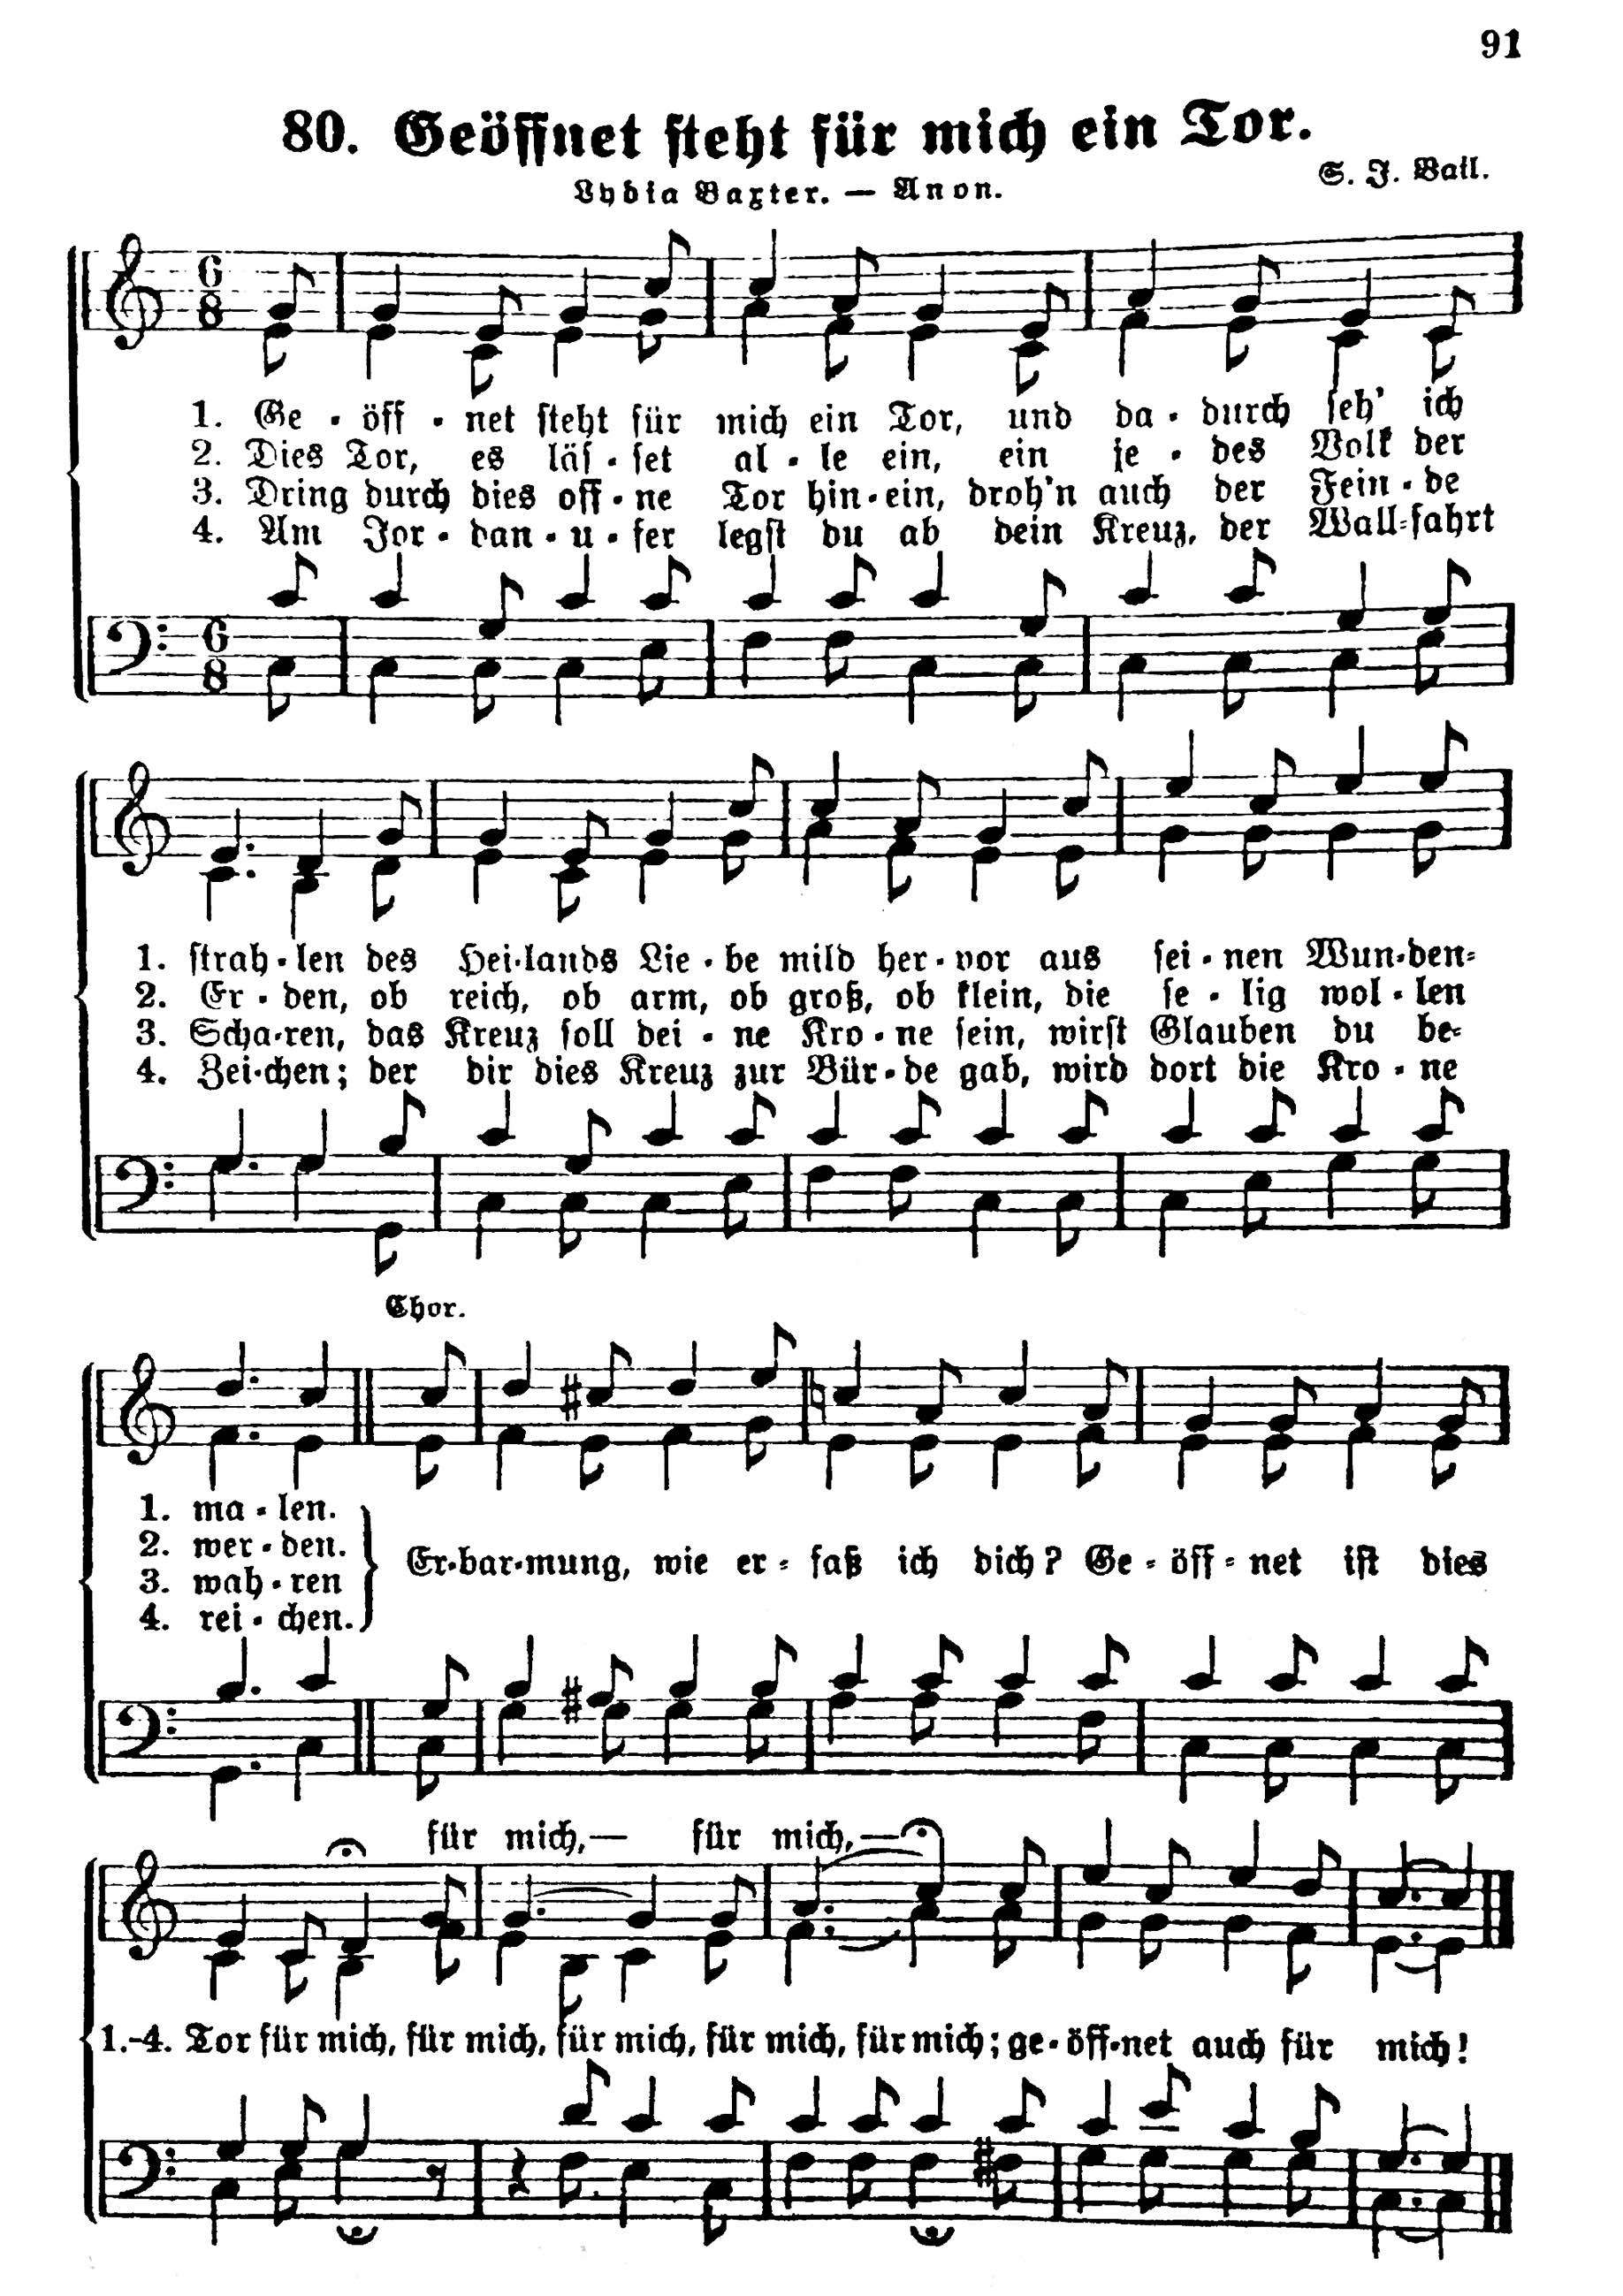 91
80. Geöffnet steht für mich ein Tor.
S. J. Vail.
Lydia Baxter. — Anon.
1. Ge - öff - net steht für mich ein Tor, und da - durch seh' ich
2. Dies Tor, es läs - set al - le ein, ein je - des Volk der
3. Dring durch dies off - ne Tor hin - ein, droh'n auch der Fein - de
4. Am Jor - dan - u - fer legst du ab dein Kreuz, der Wall - fahrt
1. strah - len des Hei - lands Lie - be mild her - vor aus sei - nen Wun - den-
2. Er - den, ob reich, ob arm, ob groß, ob klein, die se - lig wol - len
3. Scha - ren, das Kreuz soll dei - ne Kro - ne sein, wirst Glauben du be-
4. Zei - chen; der dir dies Kreuz zur Bür - de gab, wird dort die Kro - ne
Chor.
1. ma - len.
2. wer - den.
3. wah - ren
4. rei - chen.
Er - bar - mung, wie er - faß ich dich? Ge - öff - net ist dies
für mich, — für mich, —
1.-4. Tor für mich, für mich, für mich, für mich, für mich; ge - öff - net auch für mich!